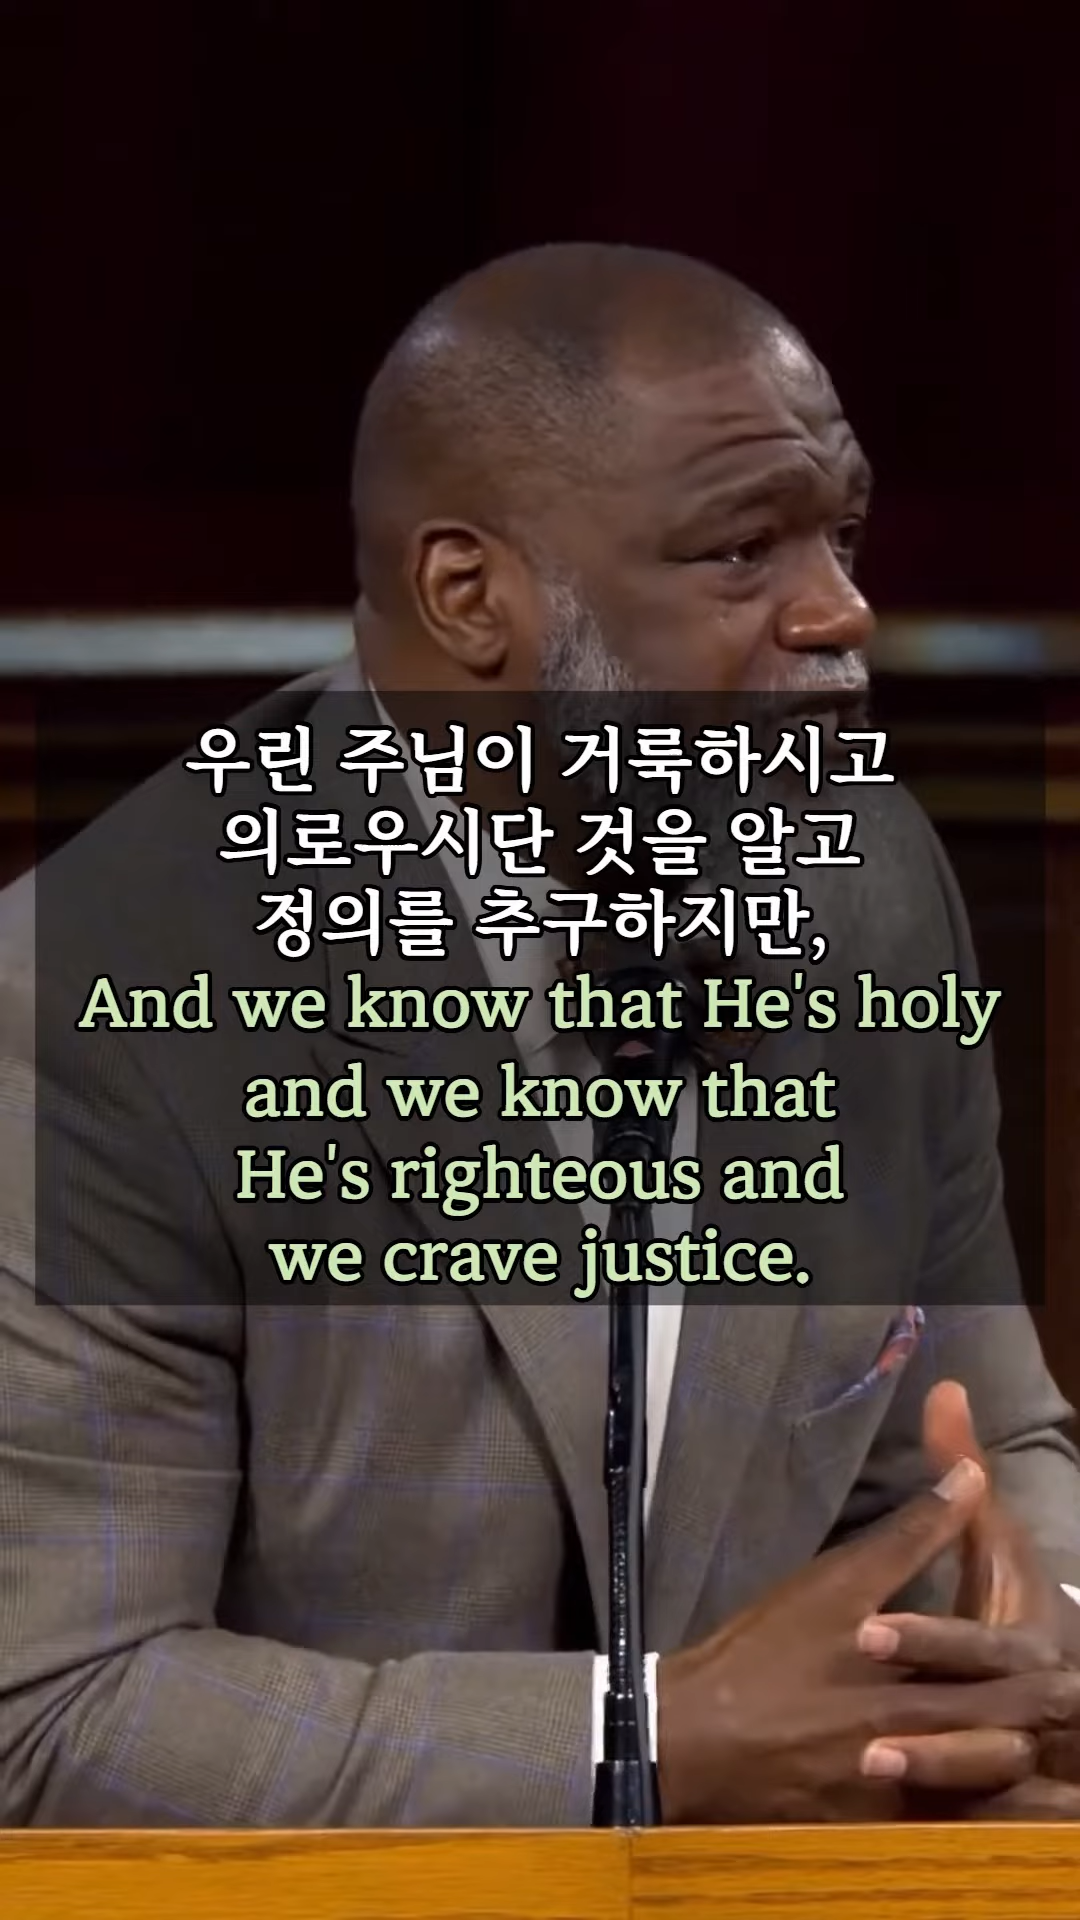 우린 주님이 거룩하시고
의로우시단 것을 알고
정의를 추구하지만,
And we know that He's holy
and we know that
He's righteous and
we crave justice.